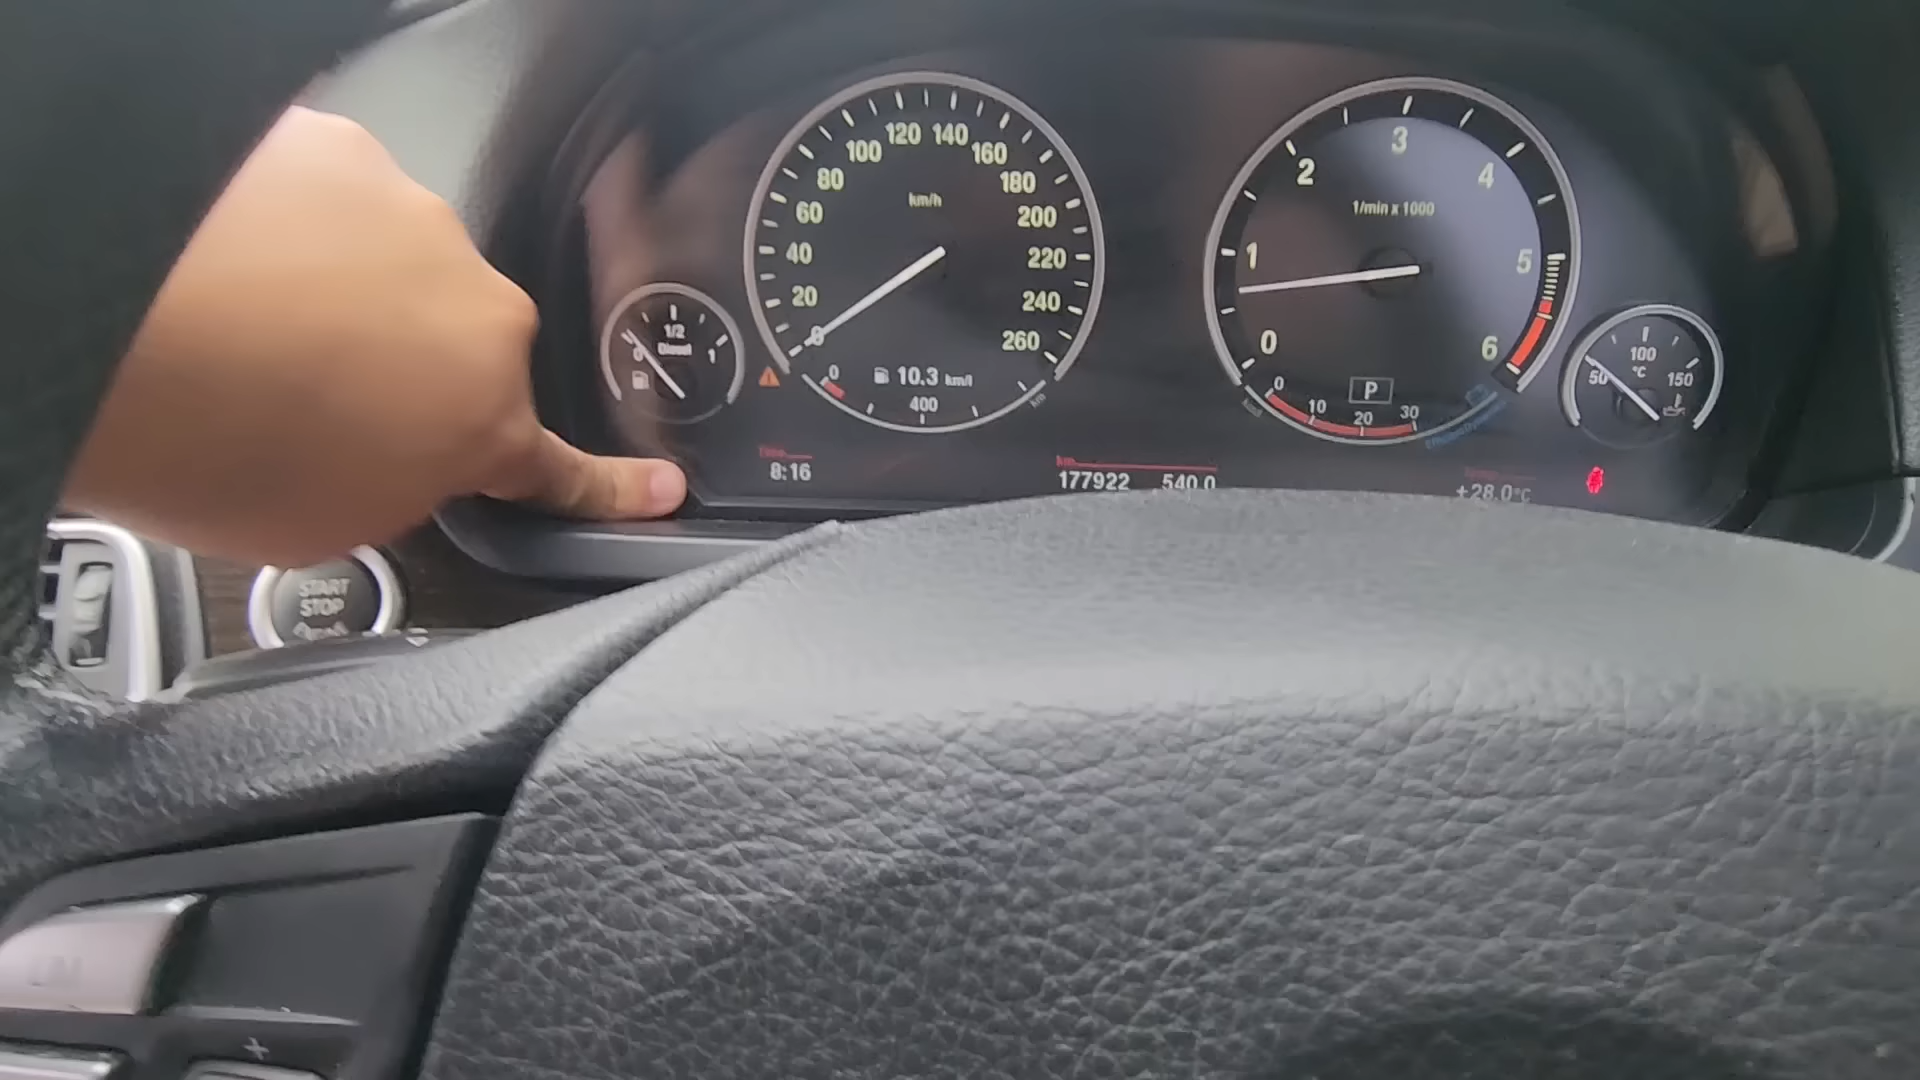 120 140
100 160
80 180
60 200
40 220
20 240
0 260
km/h
10.3 km/l
0
400
km
1/2
Diesel
0 1
3
2 4
1 5
0 6
1/min x 1000
P
0
10
20
30
100
°C
50 150
8:16
km
177922 540.0
+28.0°C
START
STOP
+